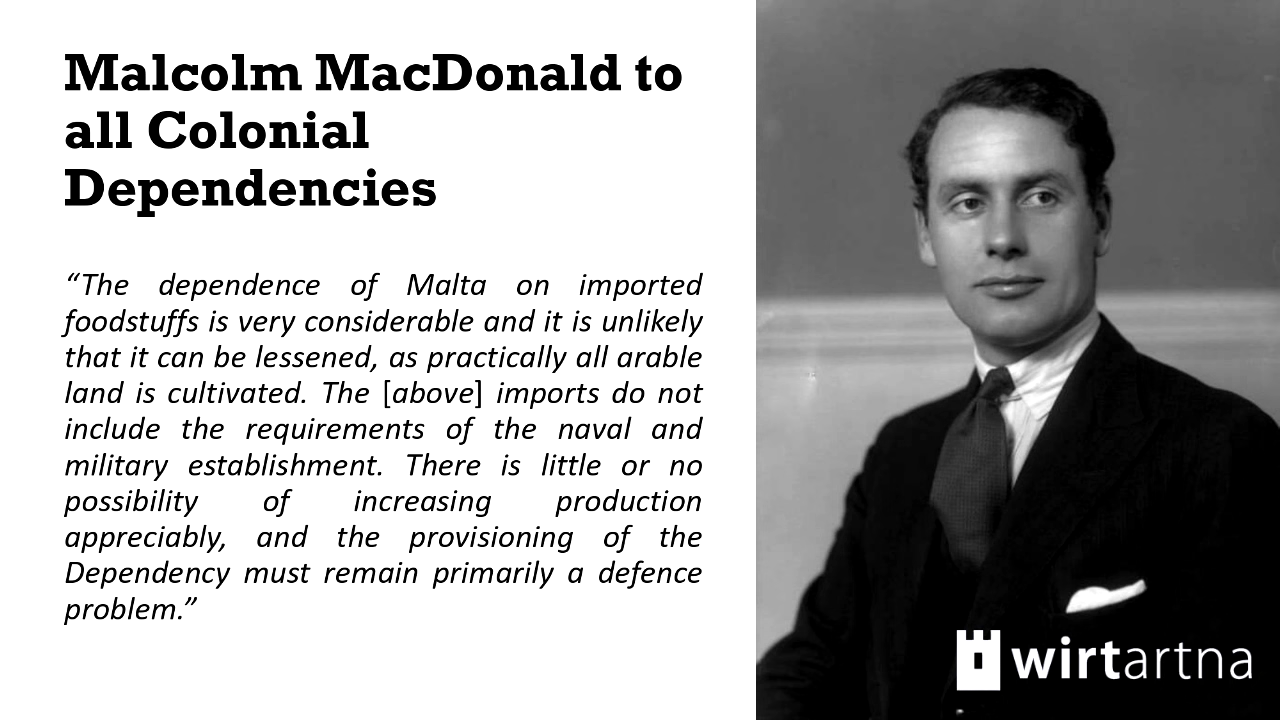 Malcolm MacDonald to
all Colonial
Dependencies
“The dependence of Malta on imported
foodstuffs is very considerable and it is unlikely
that it can be lessened, as practically all arable
land is cultivated. The [above] imports do not
include the requirements of the naval and
military establishment. There is little or no
possibility of increasing production
appreciably, and the provisioning of the
Dependency must remain primarily a defence
problem.”
wirtartna